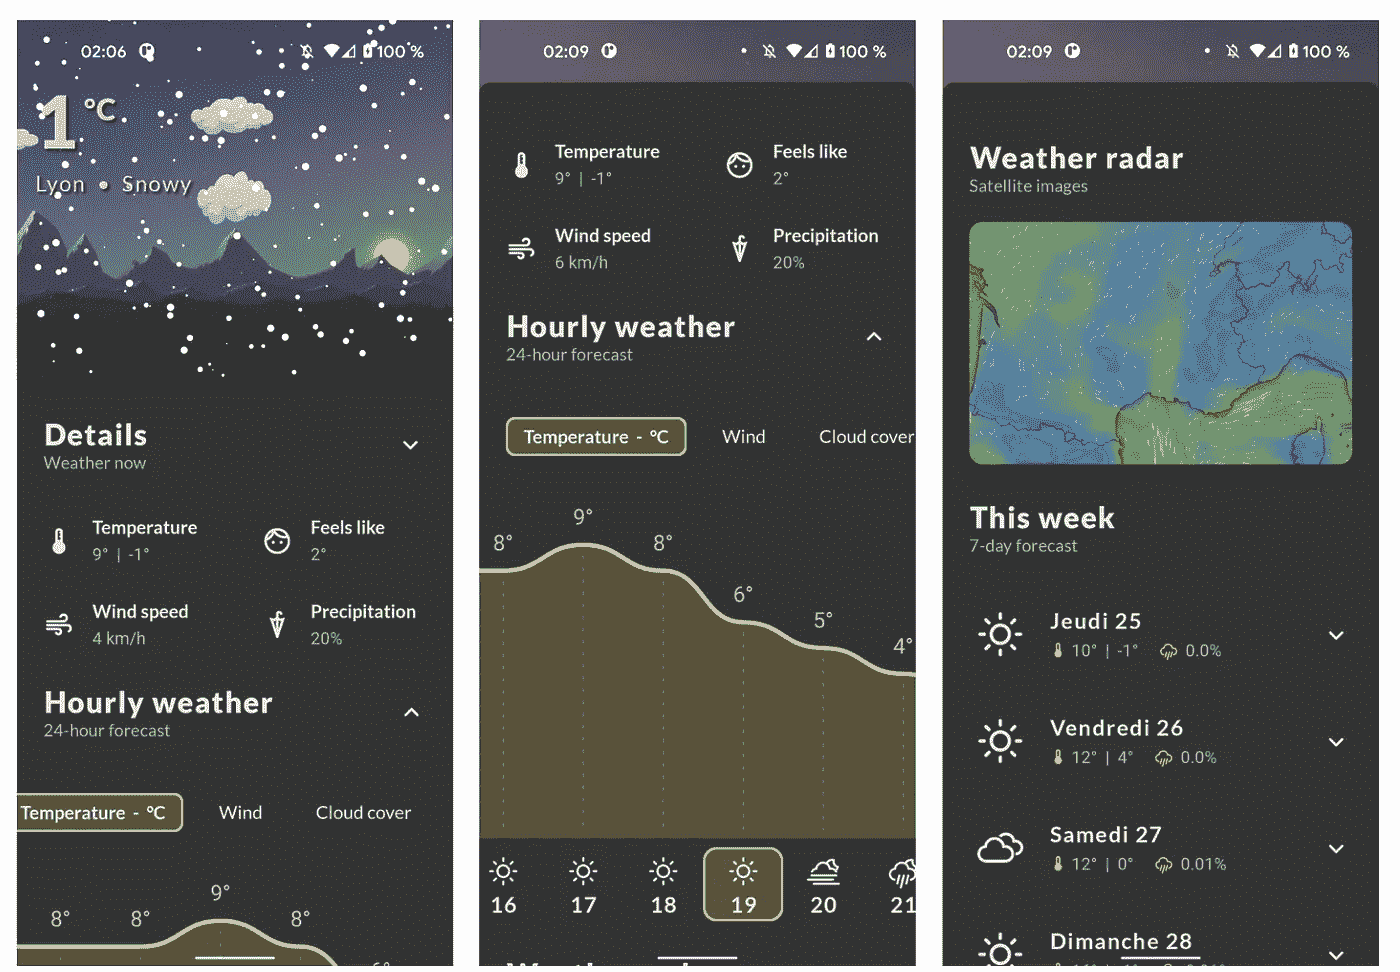 02:06
100 %
1 °C
Lyon • Snowy
Details
Weather now
Temperature
9° | -1°
Feels like
2°
Wind speed
4 km/h
Precipitation
20%
Hourly weather
24-hour forecast
Temperature - °C
Wind
Cloud cover
9°
8°
8°
8°
02:09
100 %
Temperature
9° | -1°
Feels like
2°
Wind speed
6 km/h
Precipitation
20%
Hourly weather
24-hour forecast
Temperature - °C
Wind
Cloud cover
8°
9°
8°
6°
5°
4°
16
17
18
19
20
21
02:09
100 %
Weather radar
Satellite images
This week
7-day forecast
Jeudi 25
10° | -1° 0.0%
Vendredi 26
12° | 4° 0.0%
Samedi 27
12° | 0° 0.01%
Dimanche 28